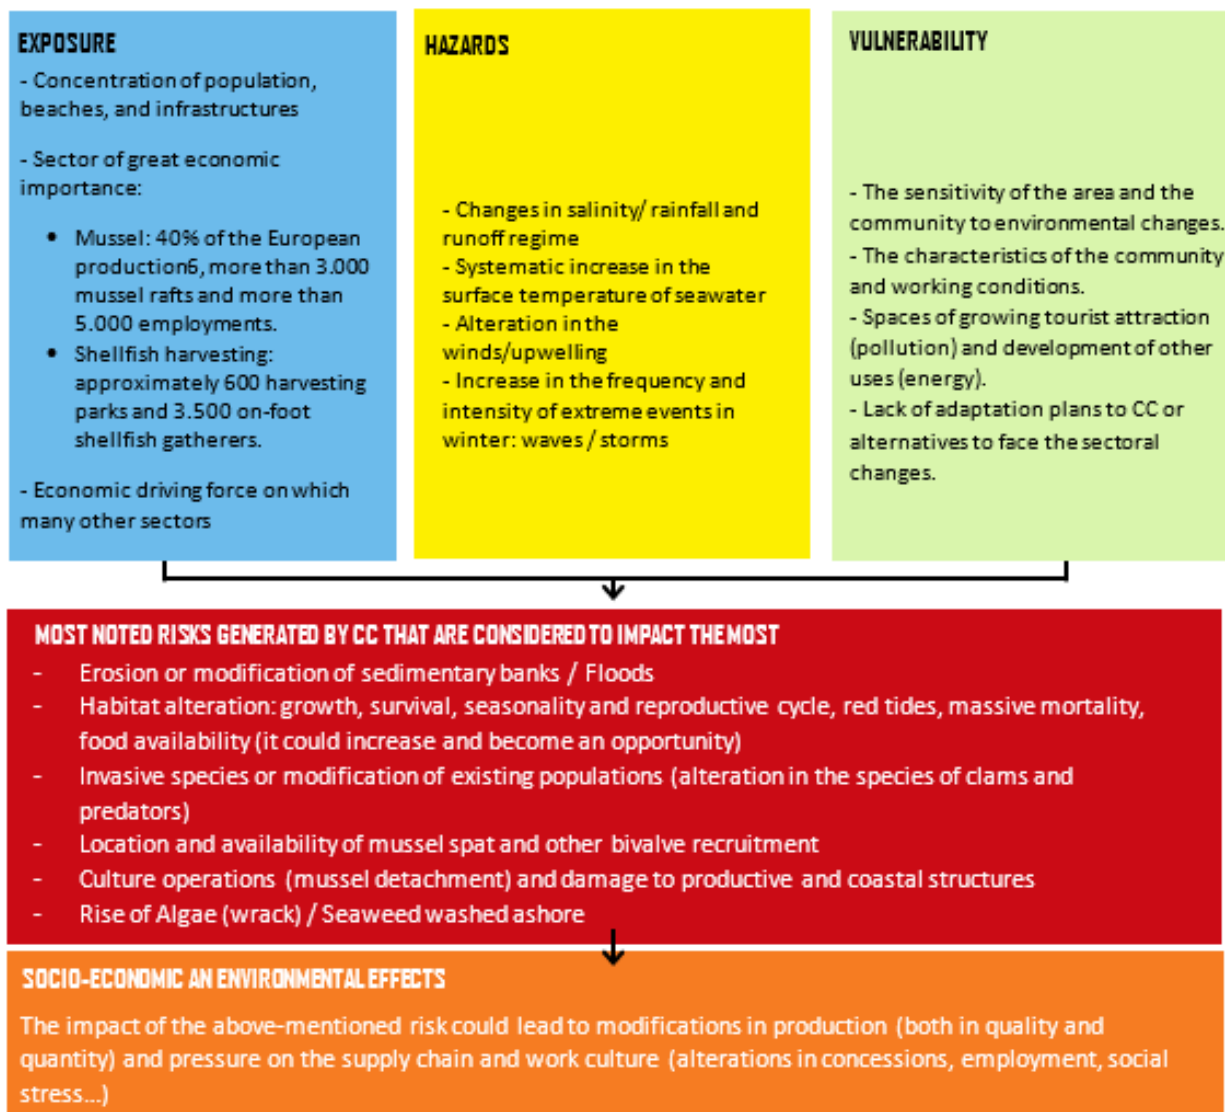 EXPOSURE
- Concentration of population,
beaches, and infrastructures
- Sector of great economic
importance:
• Mussel: 40% of the European
production6, more than 3.000
mussel rafts and more than
5.000 employments.
• Shellfish harvesting:
approximately 600 harvesting
parks and 3.500 on-foot
shellfish gatherers.
- Economic driving force on which
many other sectors
HAZARDS
- Changes in salinity/ rainfall and
runoff regime
- Systematic increase in the
surface temperature of seawater
- Alteration in the
winds/upwelling
- Increase in the frequency and
intensity of extreme events in
winter: waves / storms
VULNERABILITY
- The sensitivity of the area and the
community to environmental changes.
- The characteristics of the community
and working conditions.
- Spaces of growing tourist attraction
(pollution) and development of other
uses (energy).
- Lack of adaptation plans to CC or
alternatives to face the sectoral
changes.
MOST NOTED RISKS GENERATED BY CC THAT ARE CONSIDERED TO IMPACT THE MOST
- Erosion or modification of sedimentary banks / Floods
- Habitat alteration: growth, survival, seasonality and reproductive cycle, red tides, massive mortality,
food availability (it could increase and become an opportunity)
- Invasive species or modification of existing populations (alteration in the species of clams and
predators)
- Location and availability of mussel spat and other bivalve recruitment
- Culture operations (mussel detachment) and damage to productive and coastal structures
- Rise of Algae (wrack) / Seaweed washed ashore
SOCIO-ECONOMIC AN ENVIRONMENTAL EFFECTS
The impact of the above-mentioned risk could lead to modifications in production (both in quality and
quantity) and pressure on the supply chain and work culture (alterations in concessions, employment, social
stress...)